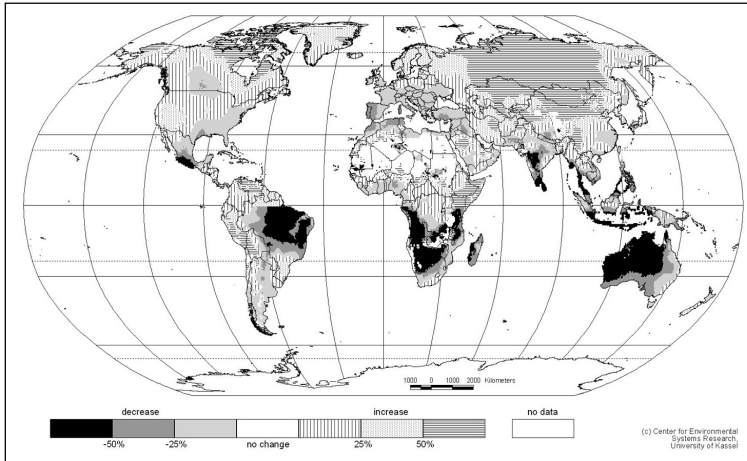 1000 0 1000 2000 Kilometers
decrease increase no data
-50% -25% no change 25% 50%
(c) Center for Environmental
Systems Research,
University of Kassel